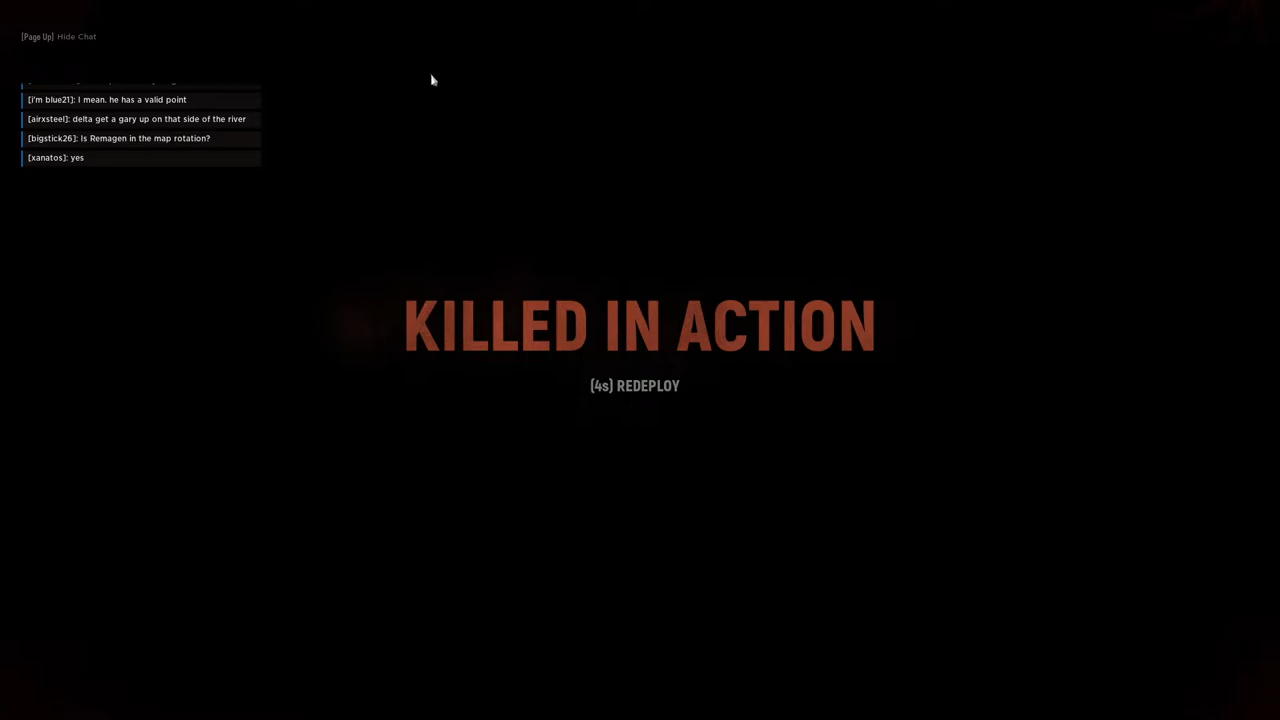 [Page Up] Hide Chat
[i'm blue21]: I mean. he has a valid point
[airxsteel]: delta get a gary up on that side of the river
[bigstick26]: Is Remagen in the map rotation?
[xanatos]: yes
KILLED IN ACTION
(4s) REDEPLOY